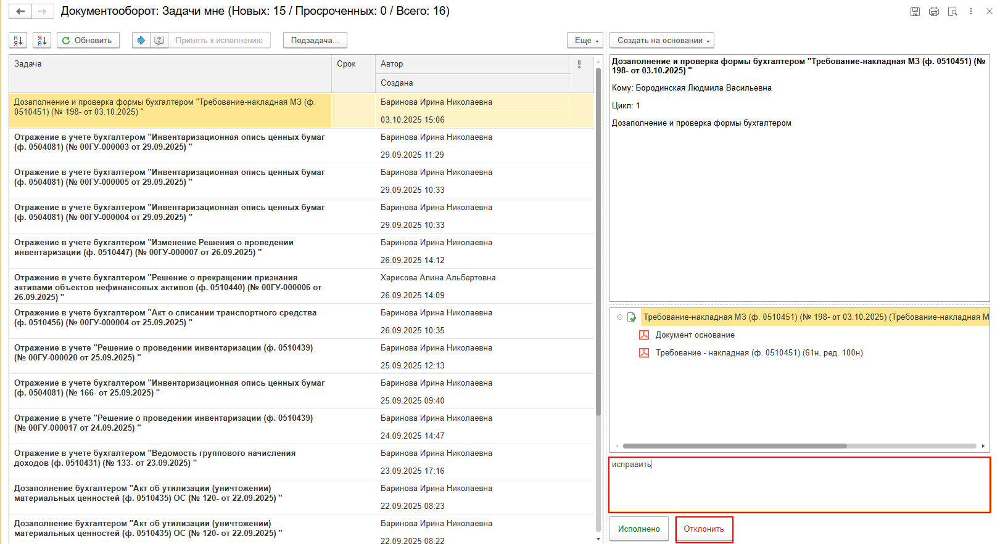 Документооборот: Задачи мне (Новых: 15 / Просроченных: 0 / Всего: 16)
Обновить
Принять к исполнению
Подзадача...
Еще
Создать на основании
Задача
Срок
Автор
Создана
Дозаполнение и проверка формы бухгалтером "Требование-накладная МЗ (ф.
0510451) (№ 198- от 03.10.2025) "
Баринова Ирина Николаевна
03.10.2025 15:06
Отражение в учете бухгалтером "Инвентаризационная опись ценных бумаг
(ф. 0504081) (№ 00ГУ-000003 от 29.09.2025) "
Баринова Ирина Николаевна
29.09.2025 11:29
Отражение в учете бухгалтером "Инвентаризационная опись ценных бумаг
(ф. 0504081) (№ 00ГУ-000005 от 29.09.2025) "
Баринова Ирина Николаевна
29.09.2025 10:33
Отражение в учете бухгалтером "Инвентаризационная опись ценных бумаг
(ф. 0504081) (№ 00ГУ-000004 от 29.09.2025) "
Баринова Ирина Николаевна
29.09.2025 10:33
Отражение в учете бухгалтером "Изменение Решения о проведении
инвентаризации (ф. 0510447) (№ 00ГУ-000007 от 26.09.2025) "
Баринова Ирина Николаевна
26.09.2025 14:12
Отражение в учете бухгалтером "Решение о прекращении признания
активами объектов нефинансовых активов (ф. 0510440) (№ 00ГУ-000006 от
26.09.2025) "
Харисова Алина Альбертовна
26.09.2025 14:09
Отражение в учете бухгалтером "Акт о списании транспортного средства
(ф. 0510456) (№ 00ГУ-000004 от 25.09.2025) "
Баринова Ирина Николаевна
26.09.2025 10:35
Отражение в учете "Решение о проведении инвентаризации (ф. 0510439)
(№ 00ГУ-000020 от 25.09.2025) "
Баринова Ирина Николаевна
25.09.2025 12:13
Отражение в учете бухгалтером "Инвентаризационная опись ценных бумаг
(ф. 0504081) (№ 166- от 25.09.2025) "
Баринова Ирина Николаевна
25.09.2025 09:40
Отражение в учете "Решение о проведении инвентаризации (ф. 0510439)
(№ 00ГУ-000017 от 24.09.2025) "
Баринова Ирина Николаевна
24.09.2025 14:47
Отражение в учете бухгалтером "Ведомость группового начисления
доходов (ф. 0510431) (№ 133- от 23.09.2025) "
Баринова Ирина Николаевна
23.09.2025 17:16
Дозаполнение бухгалтером "Акт об утилизации (уничтожении)
материальных ценностей (ф. 0510435) ОС (№ 120- от 22.09.2025) "
Баринова Ирина Николаевна
22.09.2025 08:23
Дозаполнение бухгалтером "Акт об утилизации (уничтожении)
материальных ценностей (ф. 0510435) ОС (№ 120- от 22.09.2025) "
Баринова Ирина Николаевна
22.09.2025 08:22
Дозаполнение и проверка формы бухгалтером "Требование-накладная МЗ (ф. 0510451) (№
198- от 03.10.2025) "
Кому: Бородинская Людмила Васильевна
Цикл: 1
Дозаполнение и проверка формы бухгалтером
Требование-накладная МЗ (ф. 0510451) (№ 198- от 03.10.2025) (Требование-накладная М
Документ основание
Требование - накладная (ф. 0510451) (61н, ред. 100н)
исправить
Исполнено
Отклонить